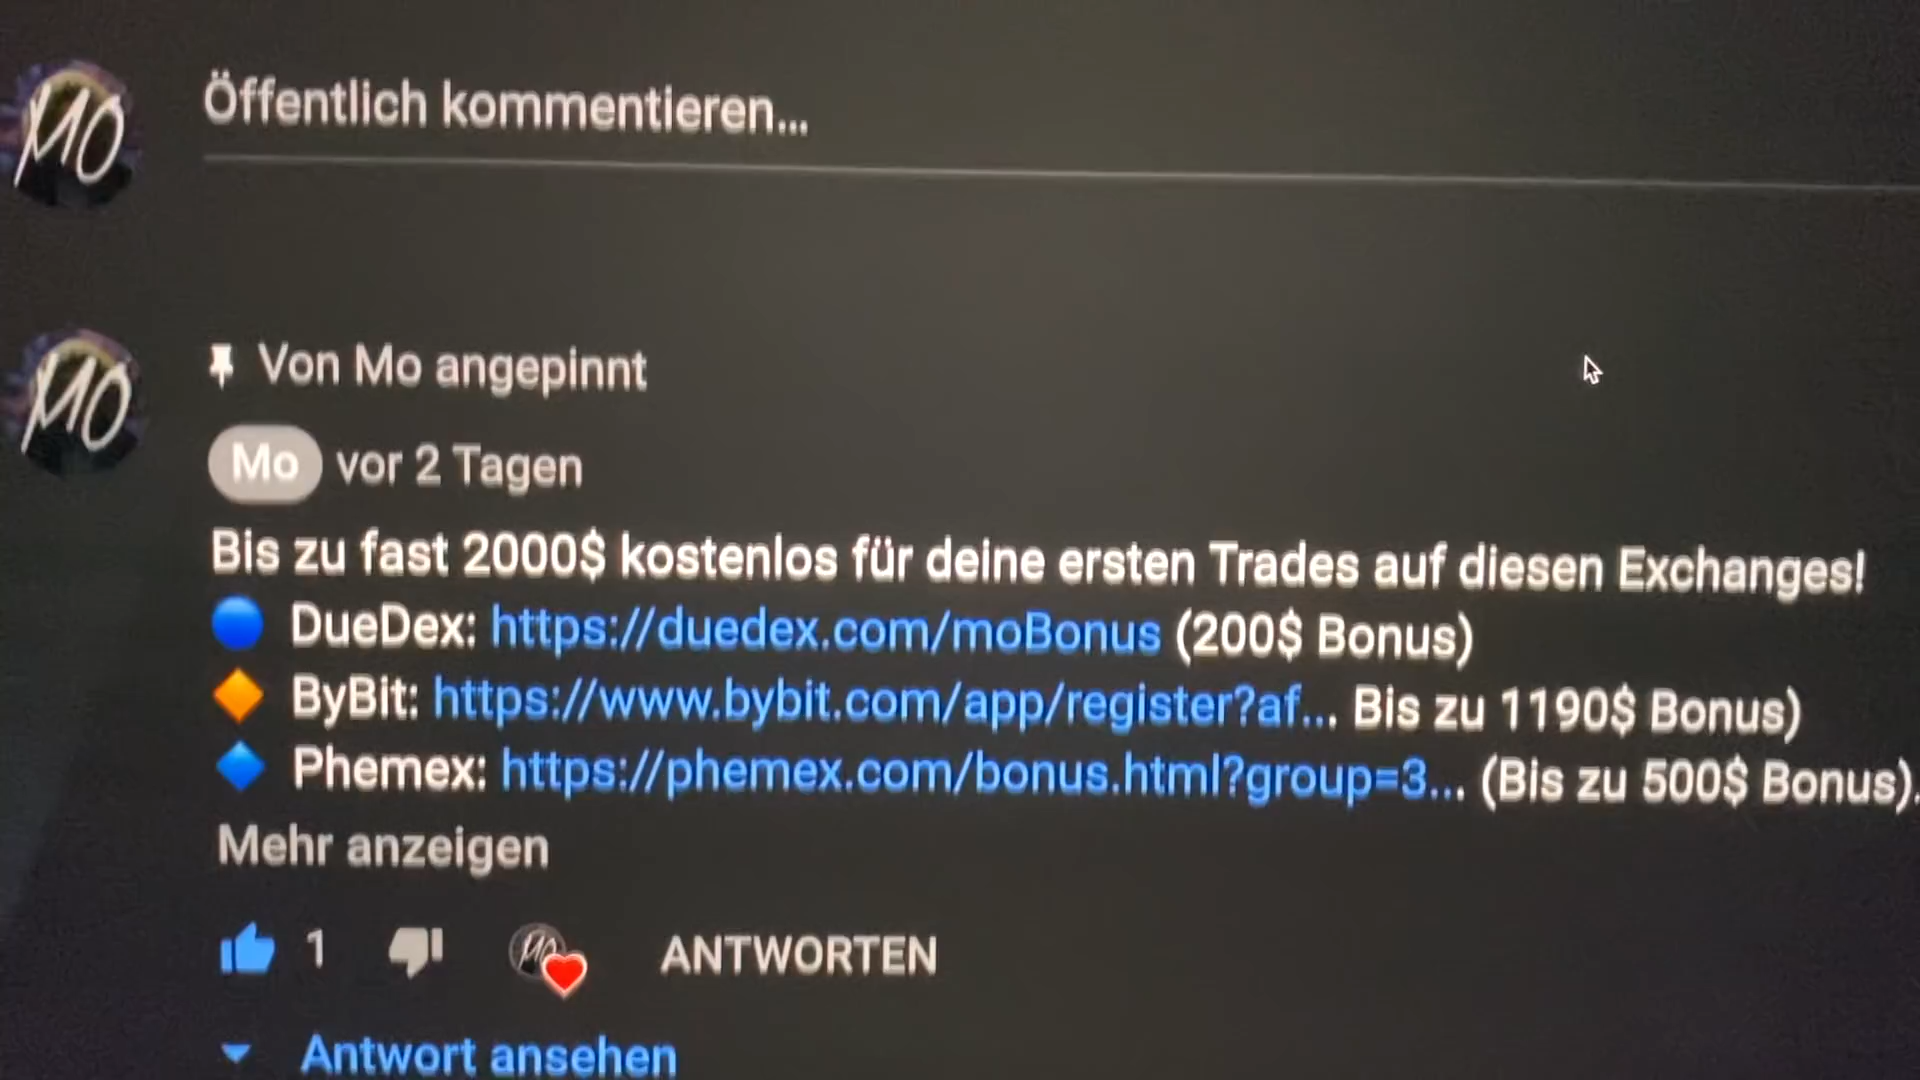 MO
Öffentlich kommentieren...
MO
Von Mo angepinnt
Mo vor 2 Tagen
Bis zu fast 2000$ kostenlos für deine ersten Trades auf diesen Exchanges!
DueDex: https://duedex.com/moBonus (200$ Bonus)
ByBit: https://www.bybit.com/app/register?af... Bis zu 1190$ Bonus)
Phemex: https://phemex.com/bonus.html?group=3... (Bis zu 500$ Bonus).
Mehr anzeigen
1 MO ANTWORTEN
Antwort ansehen